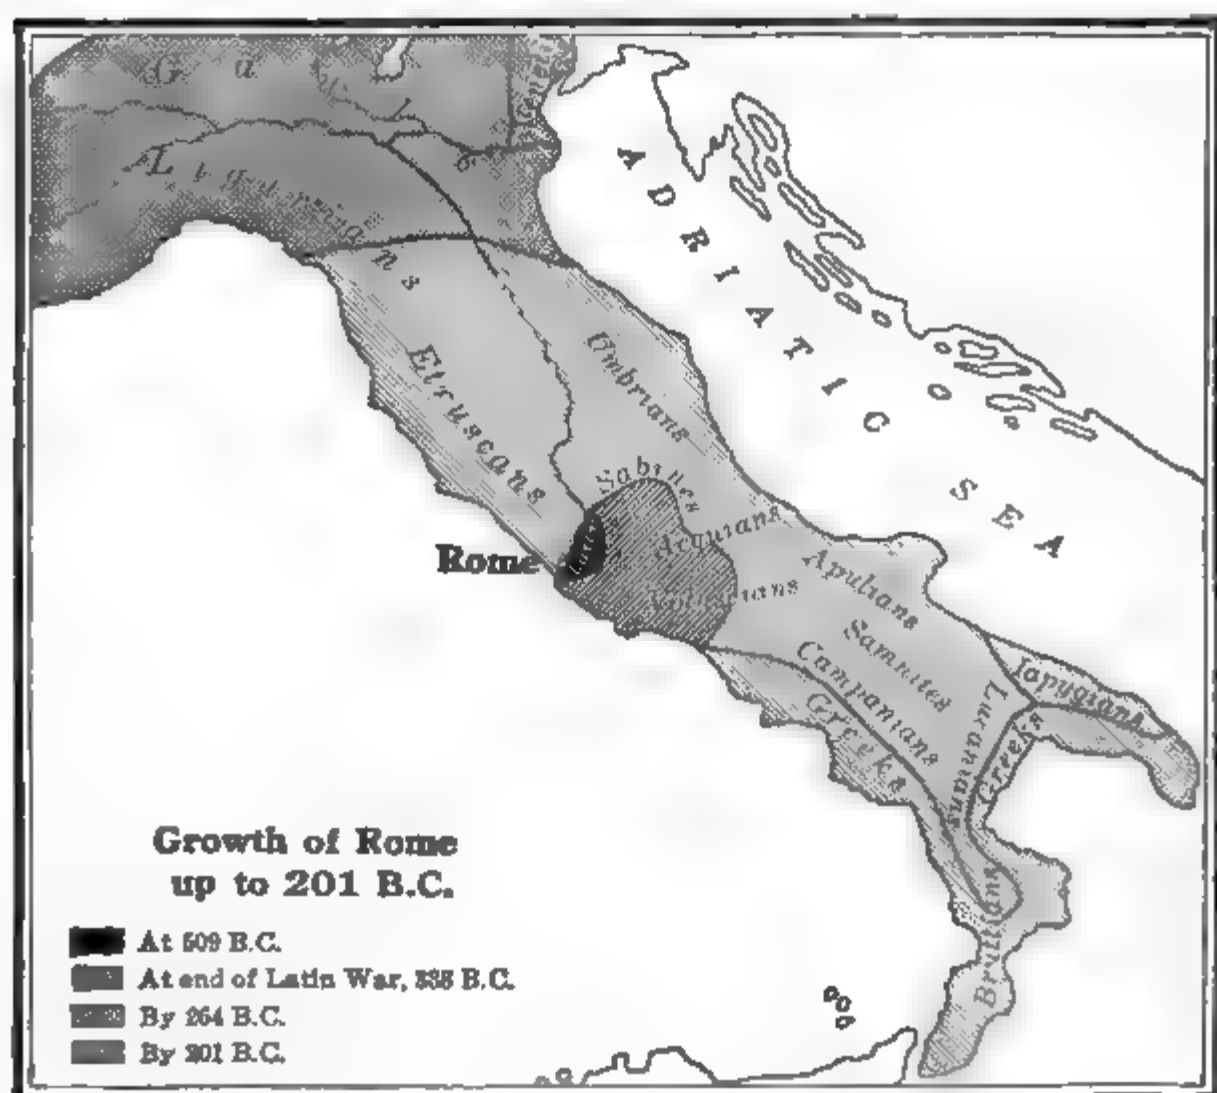 Ligurians
ADRIATIC SEA
Etruscans
Umbrians
Sabines
Aequians
Rome
Apulians
Samnites
Campanians
Greeks
Lucanians
Iapygians
Greeks
Bruttians
Growth of Rome
up to 201 B.C.
At 509 B.C.
At end of Latin War, 338 B.C.
By 264 B.C.
By 201 B.C.